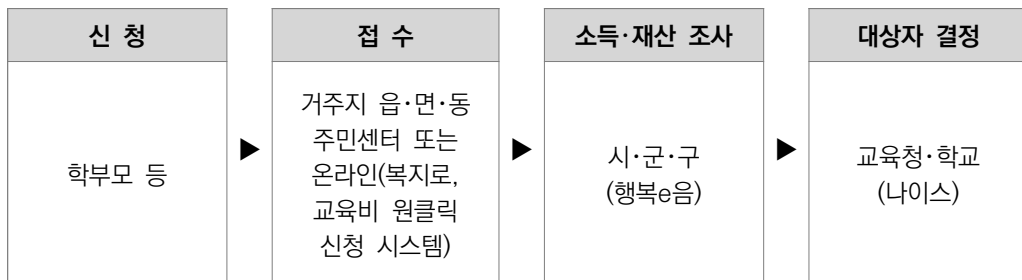 신 청
학부모 등
▶
접 수
거주지 읍·면·동
주민센터 또는
온라인(복지로,
교육비 원클릭
신청 시스템)
▶
소득·재산 조사
시·군·구
(행복e음)
▶
대상자 결정
교육청·학교
(나이스)